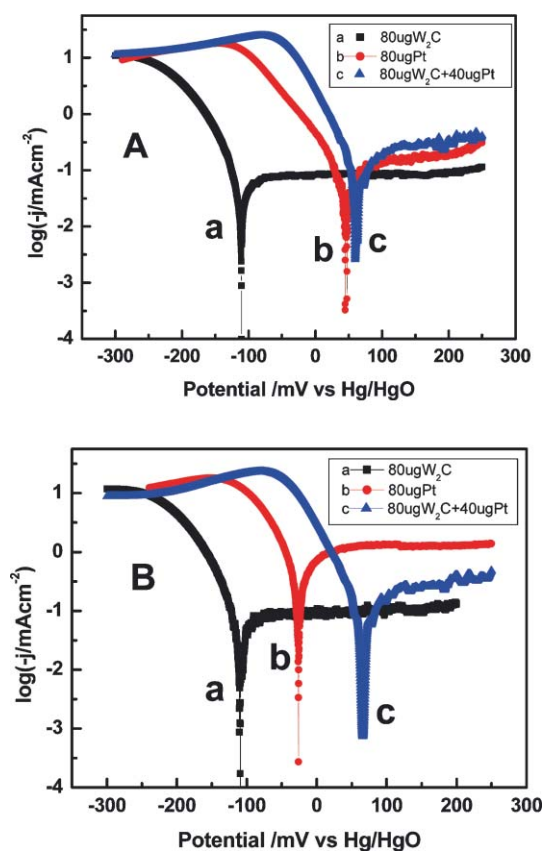 a 80ugW₂C
b 80ugPt
c 80ugW₂C+40ugPt
1
0
-1
-2
-3
-4
log(-j/mAcm⁻²)
A
a
b
c
-300 -200 -100 0 100 200 300
Potential /mV vs Hg/HgO
a 80ugW₂C
b 80ugPt
c 80ugW₂C+40ugPt
1
0
-1
-2
-3
-4
log(-j/mAcm⁻²)
B
a
b
c
-300 -200 -100 0 100 200 300
Potential /mV vs Hg/HgO